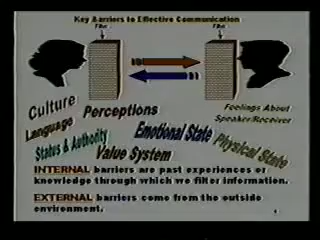 Key Barriers to Effective Communication
Culture
Language
Perceptions
Status & Authority
Value System
Emotional State
Physical State
Feelings About
Speaker/Receiver
INTERNAL barriers are past experiences or
knowledge through which we filter information.
EXTERNAL barriers come from the outside
environment.